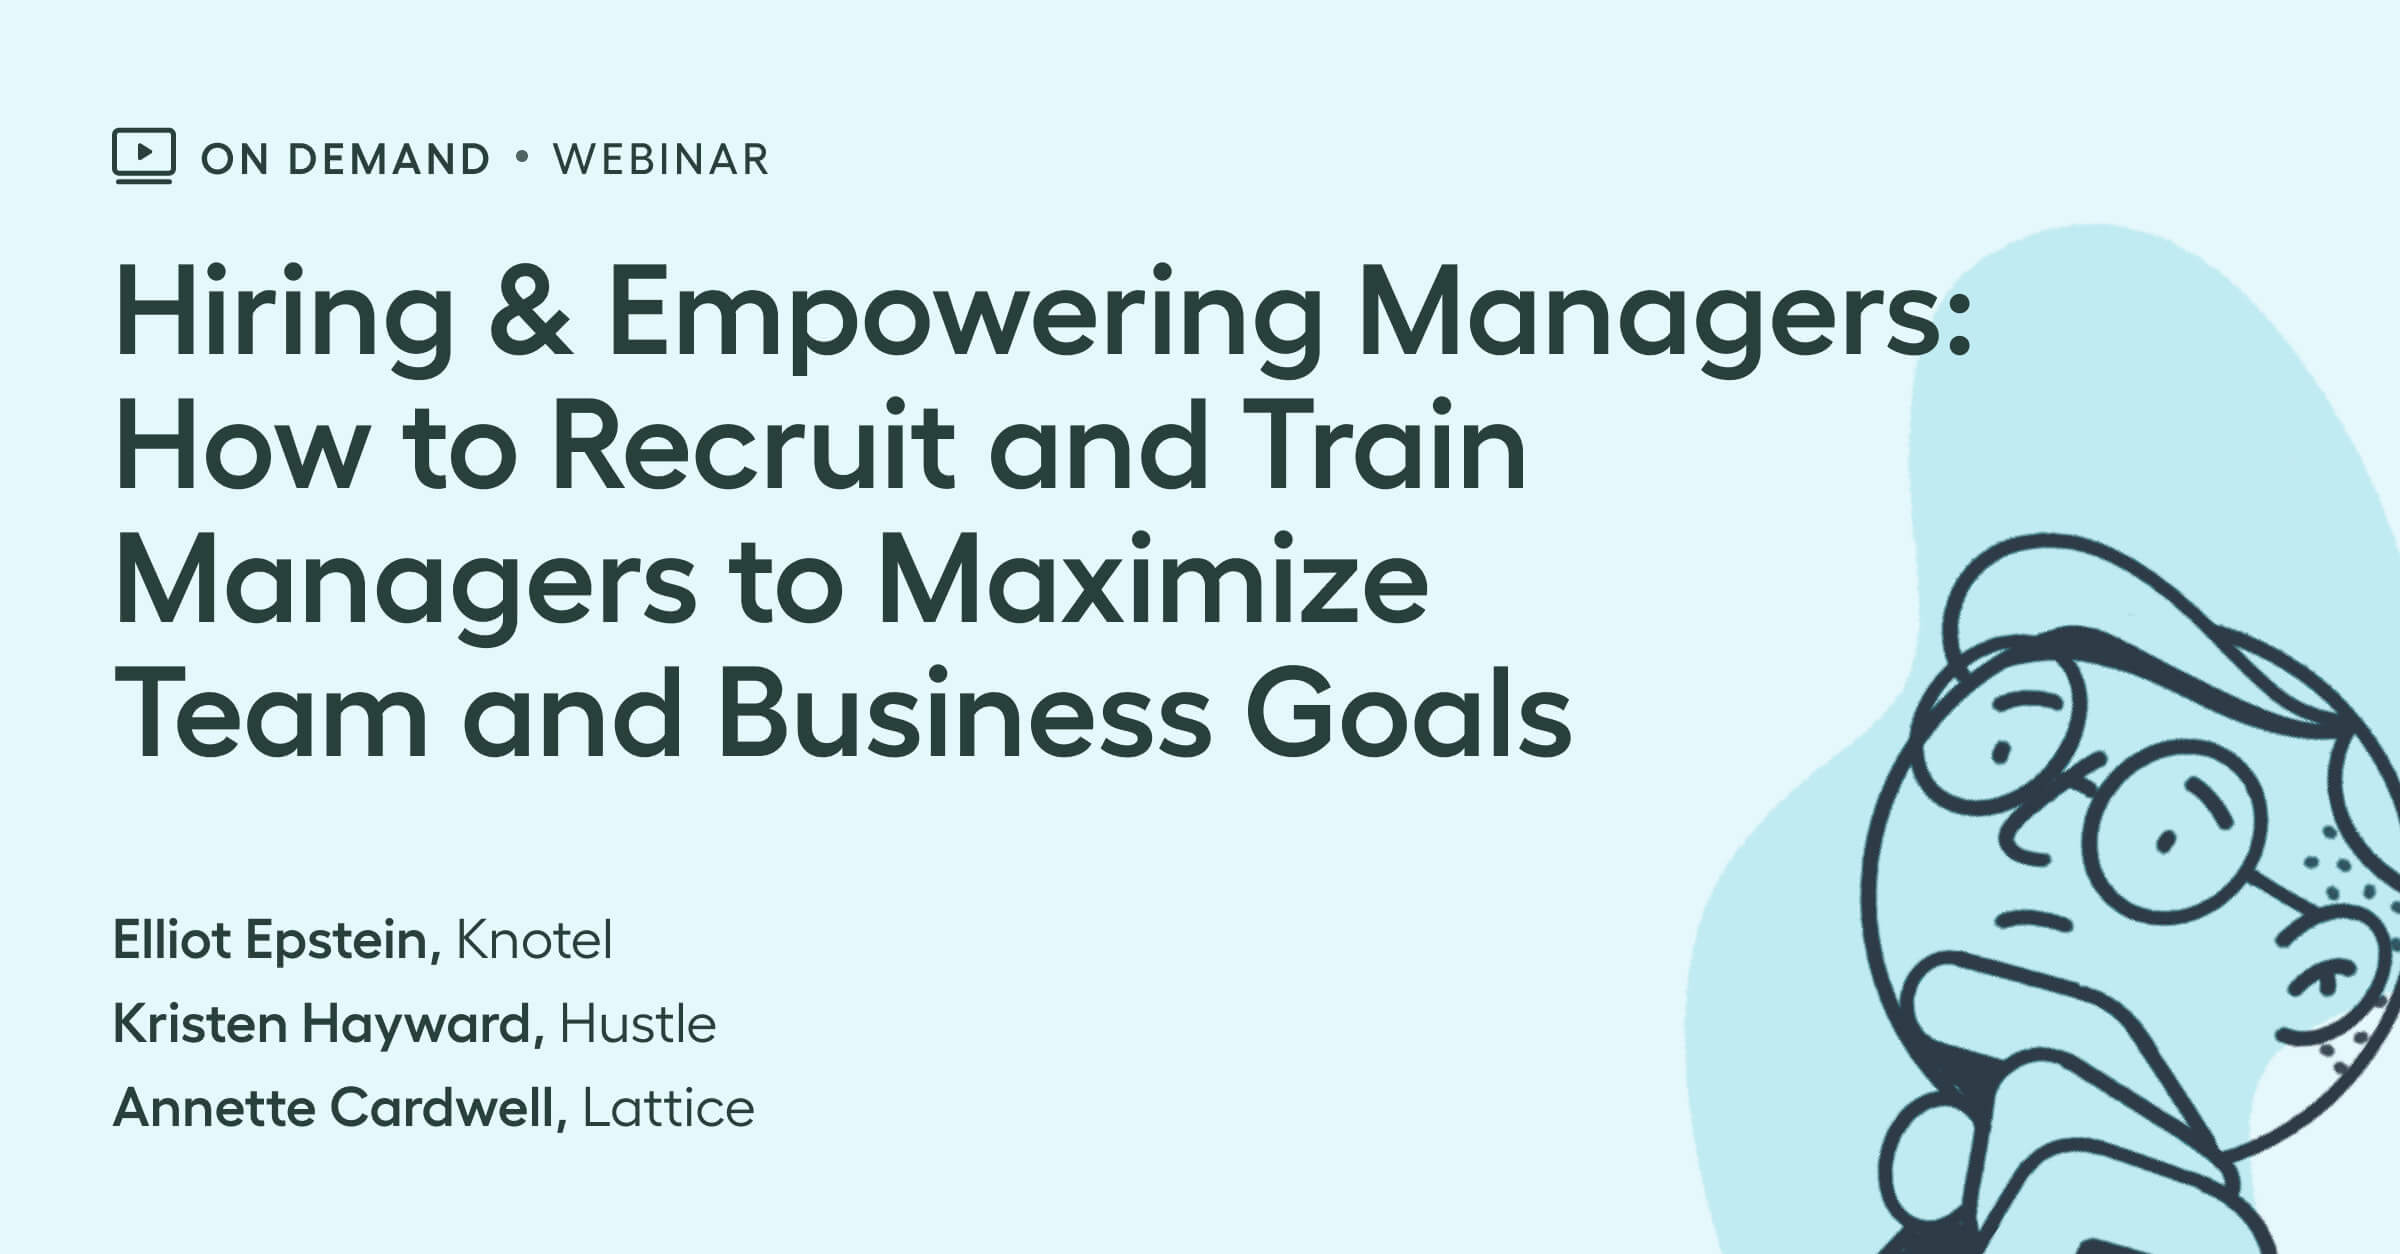 ON DEMAND • WEBINAR
Hiring & Empowering Managers:
How to Recruit and Train
Managers to Maximize
Team and Business Goals
Elliot Epstein, Knotel
Kristen Hayward, Hustle
Annette Cardwell, Lattice